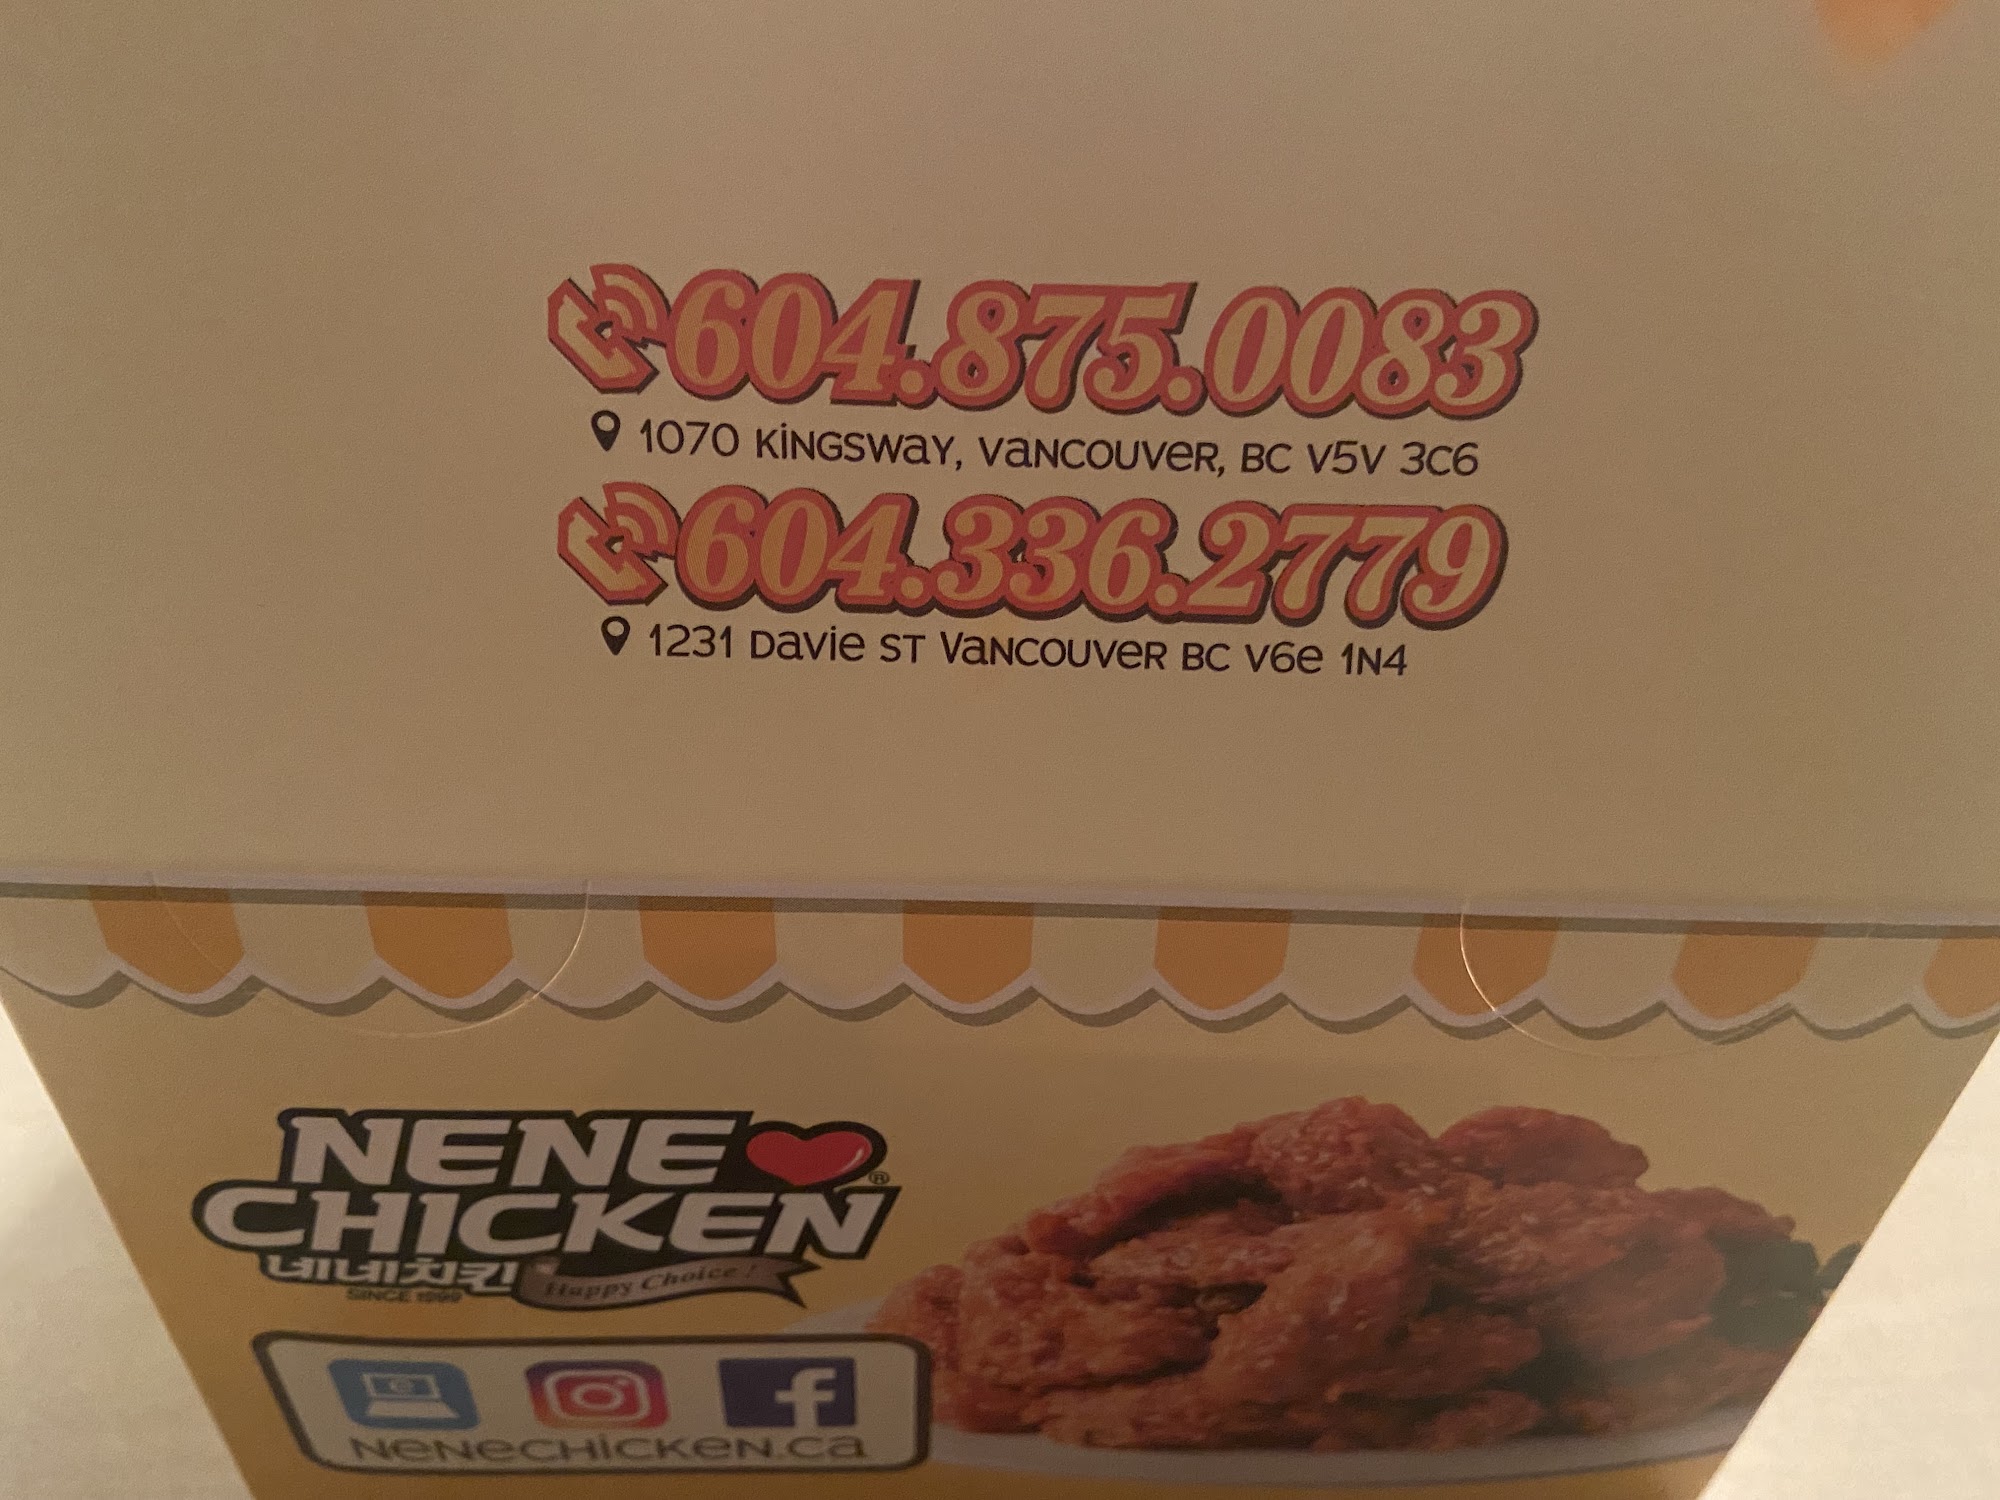 604.875.0083
1070 KiNGSWaY, VaNCOUVeR, BC V5V 3C6
604.336.2779
1231 Davie ST VaNCOUVeR BC V6e 1N4
NENE
CHICKEN®
네네치킨 Happy Choice!
SINCE 1999
e
NeNeCHiCKeN.Ca